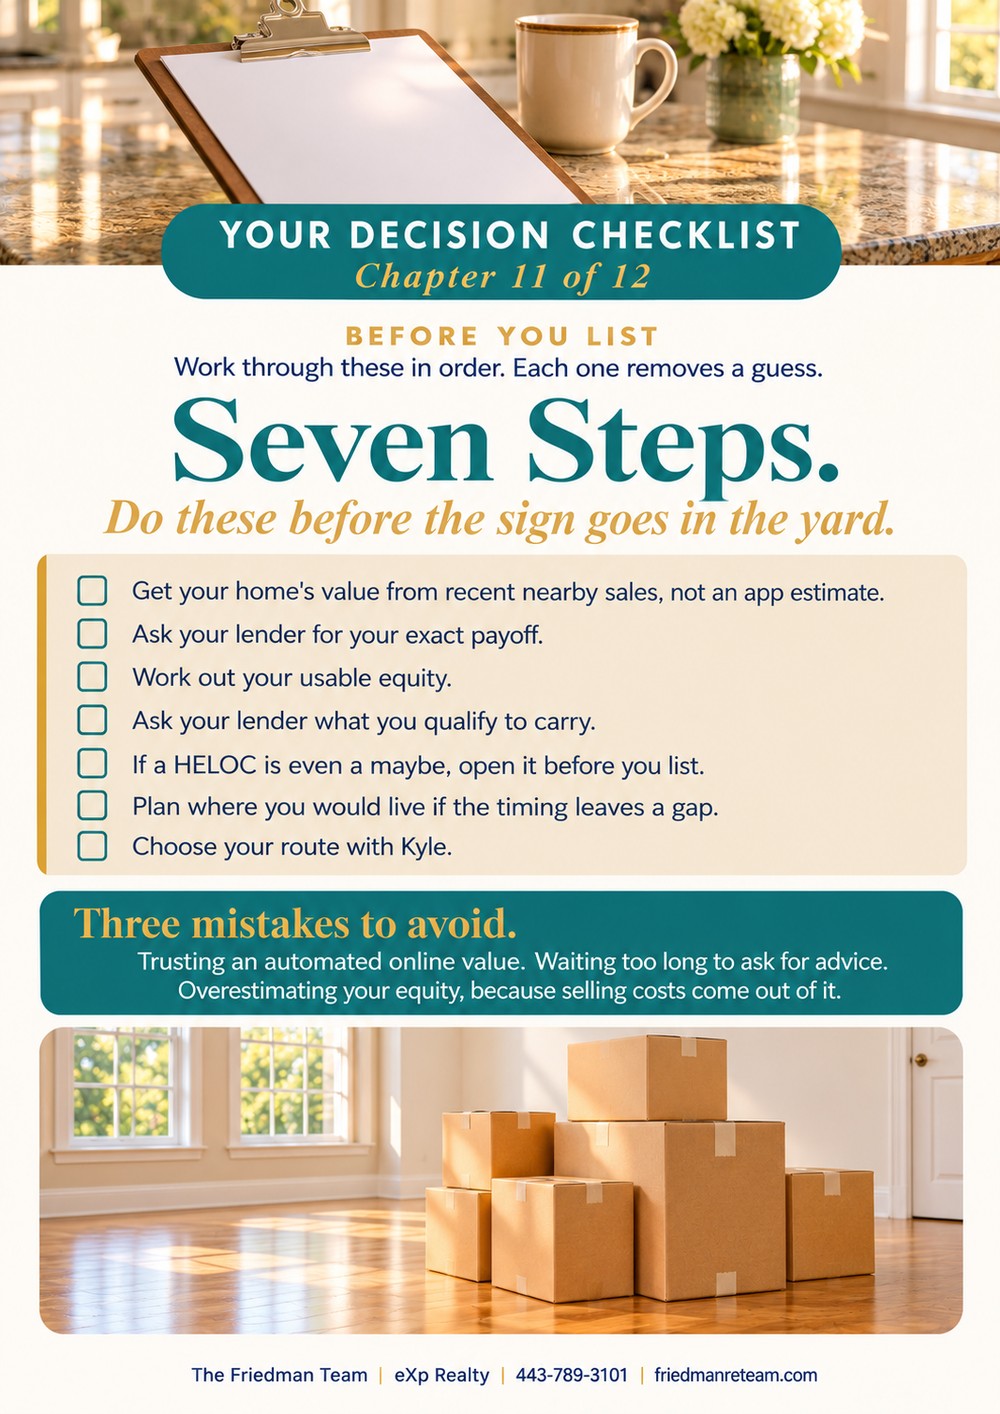 YOUR DECISION CHECKLIST
Chapter 11 of 12
BEFORE YOU LIST
Work through these in order. Each one removes a guess.
Seven Steps.
Do these before the sign goes in the yard.
Get your home's value from recent nearby sales, not an app estimate.
Ask your lender for your exact payoff.
Work out your usable equity.
Ask your lender what you qualify to carry.
If a HELOC is even a maybe, open it before you list.
Plan where you would live if the timing leaves a gap.
Choose your route with Kyle.
Three mistakes to avoid.
Trusting an automated online value. Waiting too long to ask for advice.
Overestimating your equity, because selling costs come out of it.
The Friedman Team | eXp Realty | 443-789-3101 | friedmanreteam.com